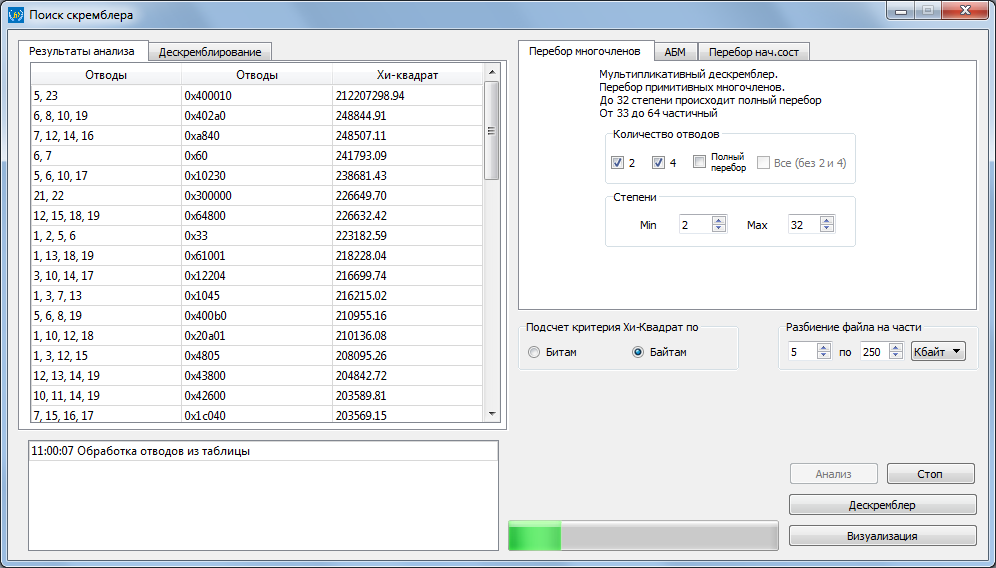 Поиск скремблера
Результаты анализа
Дескремблирование
Отводы Отводы Хи-квадрат
5, 23 0x400010 212207298.94
6, 8, 10, 19 0x402a0 248844.91
7, 12, 14, 16 0xa840 248507.11
6, 7 0x60 241793.09
5, 6, 10, 17 0x10230 238681.43
21, 22 0x300000 226649.70
12, 15, 18, 19 0x64800 226632.42
1, 2, 5, 6 0x33 223182.59
1, 13, 18, 19 0x61001 218228.04
3, 10, 14, 17 0x12204 216699.74
1, 3, 7, 13 0x1045 216215.02
5, 6, 8, 19 0x400b0 210955.16
1, 10, 12, 18 0x20a01 210136.08
1, 3, 12, 15 0x4805 208095.26
12, 13, 14, 19 0x43800 204842.72
10, 11, 14, 19 0x42600 203589.81
7, 15, 16, 17 0x1c040 203569.15
11:00:07 Обработка отводов из таблицы
Перебор многочленов
АБМ
Перебор нач.сост
Мультипликативный дескремблер.
Перебор примитивных многочленов.
До 32 степени происходит полный перебор
От 33 до 64 частичный
Количество отводов
2 4 Полный перебор Все (без 2 и 4)
Степени
Min 2 Max 32
Подсчет критерия Хи-Квадрат по
Битам Байтам
Разбиение файла на части
5 по 250 Кбайт
Анализ Стоп
Дескремблер
Визуализация